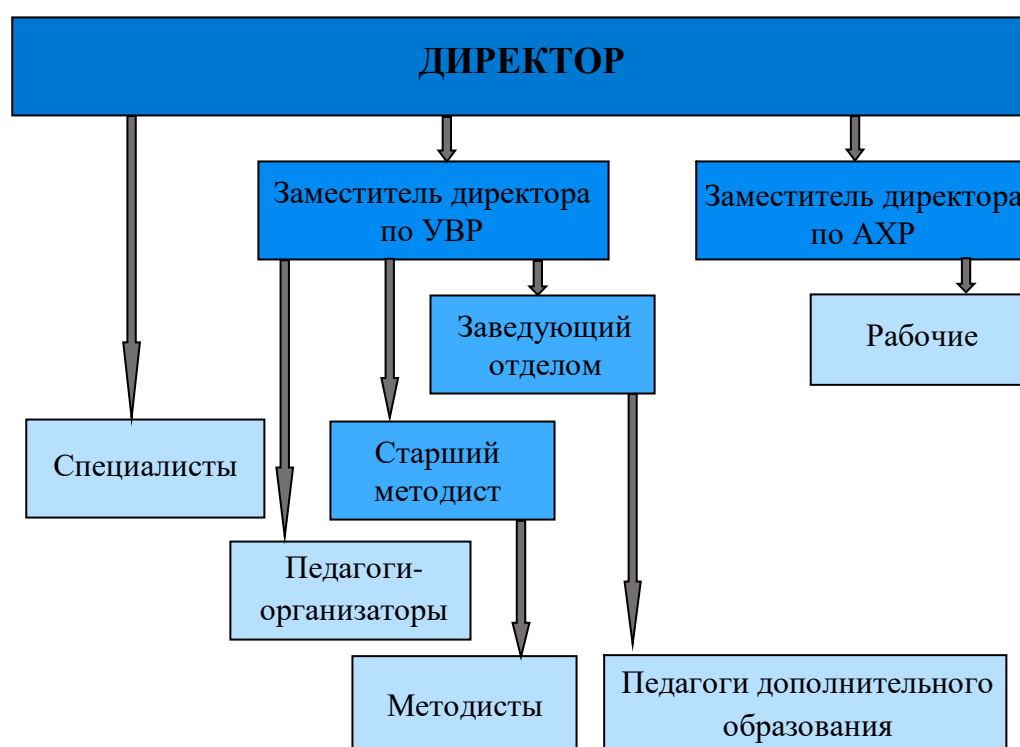 ДИРЕКТОР
Заместитель директора
по УВР
Заместитель директора
по АХР
Заведующий
отделом
Рабочие
Специалисты
Старший
методист
Педагоги-
организаторы
Методисты
Педагоги дополнительного
образования